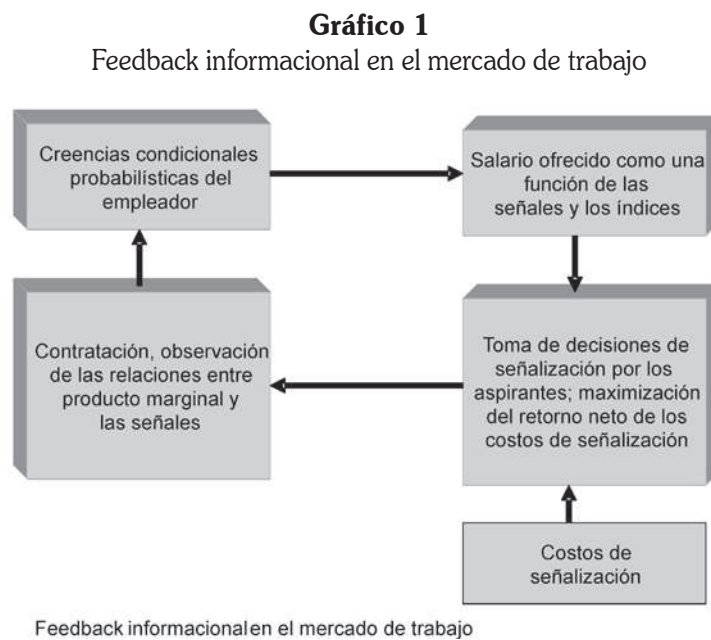 Gráfico 1
Feedback informacional en el mercado de trabajo
Creencias condicionales
probabilísticas del
empleador
Salario ofrecido como una
función de las
señales y los índices
Contratación, observación
de las relaciones entre
producto marginal y
las señales
Toma de decisiones de
señalización por los
aspirantes; maximización
del retorno neto de los
costos de señalización
Costos de
señalización
Feedback informacionalen el mercado de trabajo